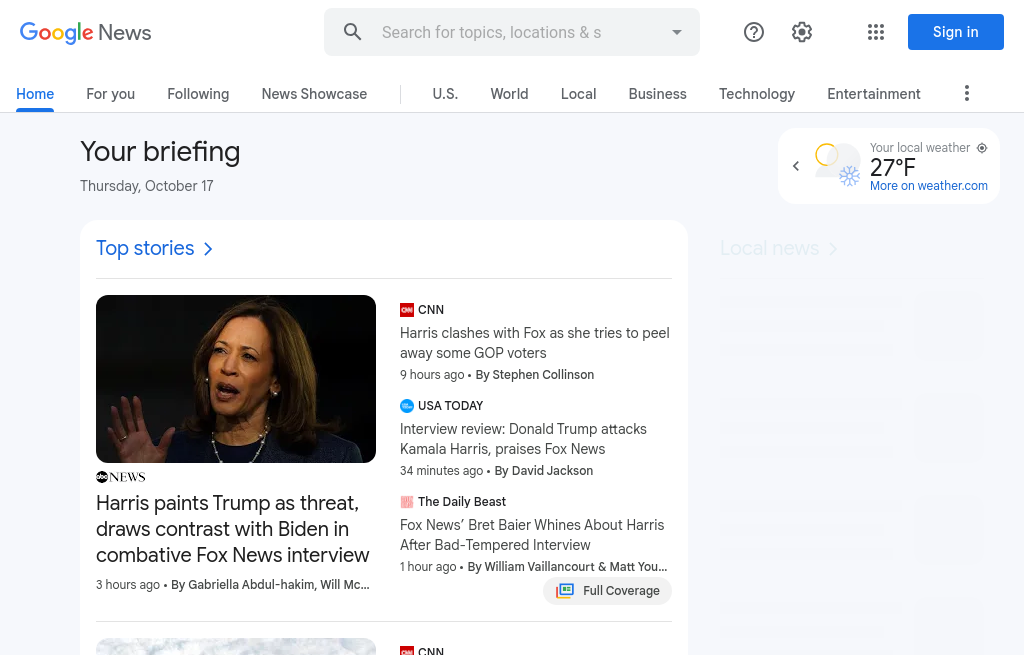 Google News
Search for topics, locations & s
Sign in
Home
For you
Following
News Showcase
U.S.
World
Local
Business
Technology
Entertainment
Your briefing
Thursday, October 17
Your local weather
27°F
More on weather.com
Top stories
Local news
abc NEWS
Harris paints Trump as threat,
draws contrast with Biden in
combative Fox News interview
3 hours ago • By Gabriella Abdul-hakim, Will Mc…
CNN
Harris clashes with Fox as she tries to peel
away some GOP voters
9 hours ago • By Stephen Collinson
USA TODAY
Interview review: Donald Trump attacks
Kamala Harris, praises Fox News
34 minutes ago • By David Jackson
The Daily Beast
Fox News’ Bret Baier Whines About Harris
After Bad-Tempered Interview
1 hour ago • By William Vaillancourt & Matt You…
Full Coverage
CNN